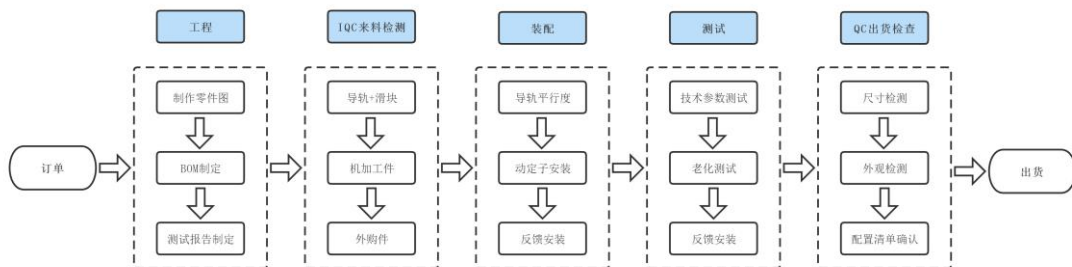 工程
IQC来料检测
装配
测试
QC出货检查
制作零件图
导轨+滑块
导轨平行度
技术参数测试
尺寸检测
订单
BOM制定
机加工件
动定子安装
老化测试
外观检测
出货
测试报告制定
外购件
反馈安装
反馈安装
配置清单确认